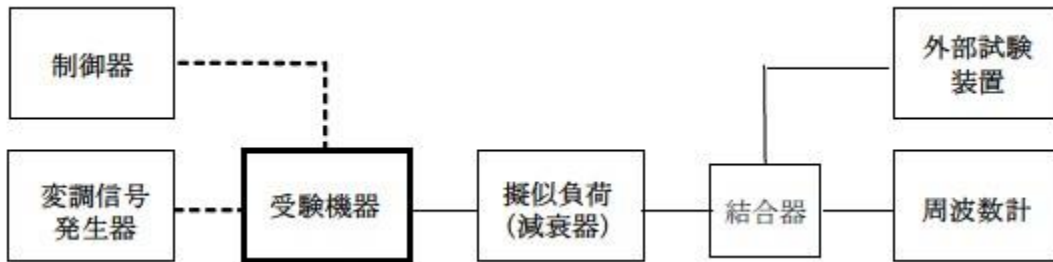 制御器
外部試験
装置
変調信号
発生器
受験機器
擬似負荷
(減衰器)
結合器
周波数計